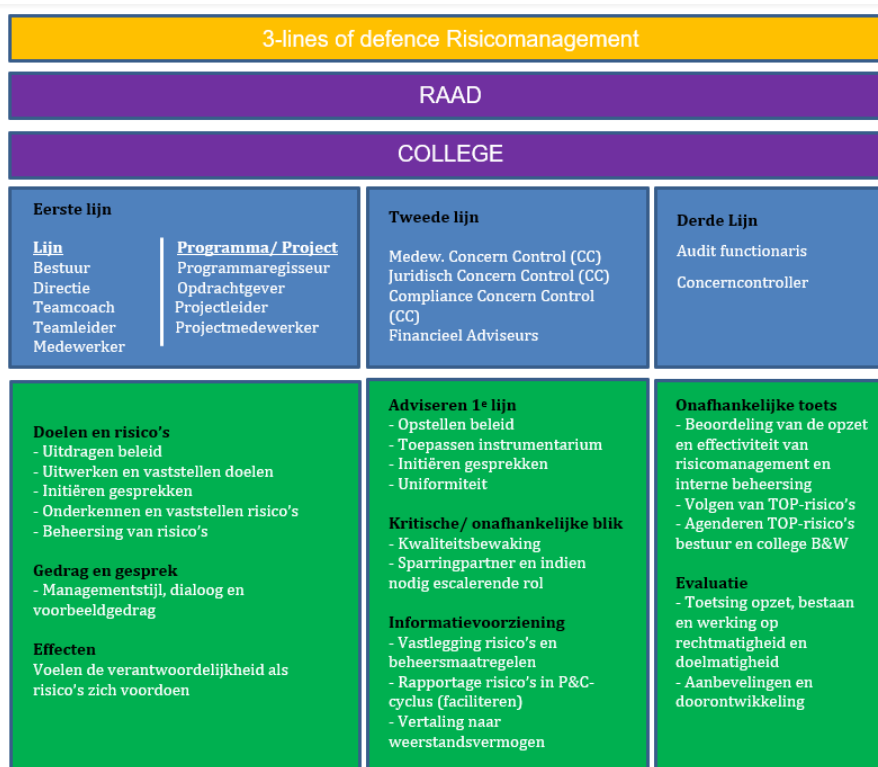 3-lines of defence Risicomanagement
RAAD
COLLEGE
Eerste lijn
Lijn
Bestuur
Directie
Teamcoach
Teamleider
Medewerker
Programma/ Project
Programmaregisseur
Opdrachtgever
Projectleider
Projectmedewerker
Tweede lijn
Medew. Concern Control (CC)
Juridisch Concern Control (CC)
Compliance Concern Control
(CC)
Financieel Adviseurs
Derde Lijn
Audit functionaris
Concerncontroller
Doelen en risico's
- Uitdragen beleid
- Uitwerken en vaststellen doelen
- Initiëren gesprekken
- Onderkennen en vaststellen risico's
- Beheersing van risico's
Gedrag en gesprek
- Managementstijl, dialoog en
voorbeeldgedrag
Effecten
Voelen de verantwoordelijkheid als
risico's zich voordoen
Adviseren 1e lijn
- Opstellen beleid
- Toepassen instrumentarium
- Initiëren gesprekken
- Uniformiteit
Kritische/ onafhankelijke blik
- Kwaliteitsbewaking
- Sparringpartner en indien
nodig escalerende rol
Informatievoorziening
- Vastlegging risico's en
beheersmaatregelen
- Rapportage risico's in P&C-
cyclus (faciliteren)
- Vertaling naar
weerstandsvermogen
Onafhankelijke toets
- Beoordeling van de opzet
en effectiviteit van
risicomanagement en
interne beheersing
- Volgen van TOP-risico's
- Agenderen TOP-risico's
bestuur en college B&W
Evaluatie
- Toetsing opzet, bestaan
en werking op
rechtmatigheid en
doelmatigheid
- Aanbevelingen en
doorontwikkeling